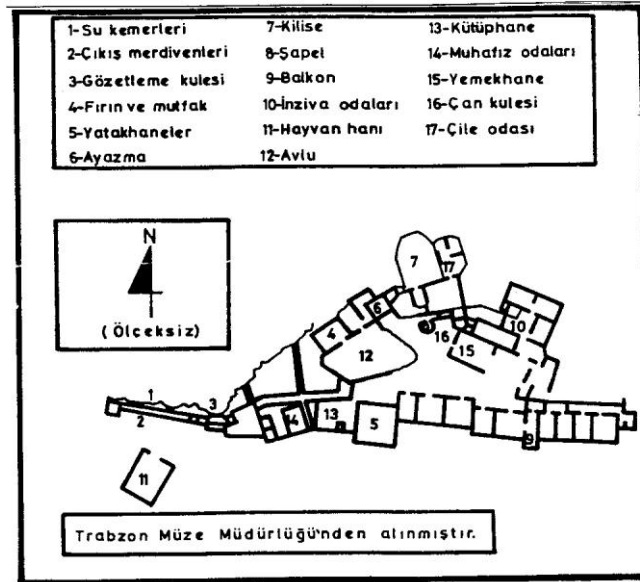 1-Su kemerleri
2-Çıkış merdivenleri
3-Gözetleme kulesi
4-Fırın ve mutfak
5-Yatakhaneler
6-Ayazma
7-Kilise
8-Şapel
9-Balkon
10-İnziva odaları
11-Hayvan hanı
12-Avlu
13-Kütüphane
14-Muhafız odaları
15-Yemekhane
16-Çan kulesi
17-Çile odası
N
(Ölçeksiz)
7
17
6
4
10
16
12
15
1
3
2
14
13
5
9
11
Trabzon Müze Müdürlüğü'nden alınmıştır.